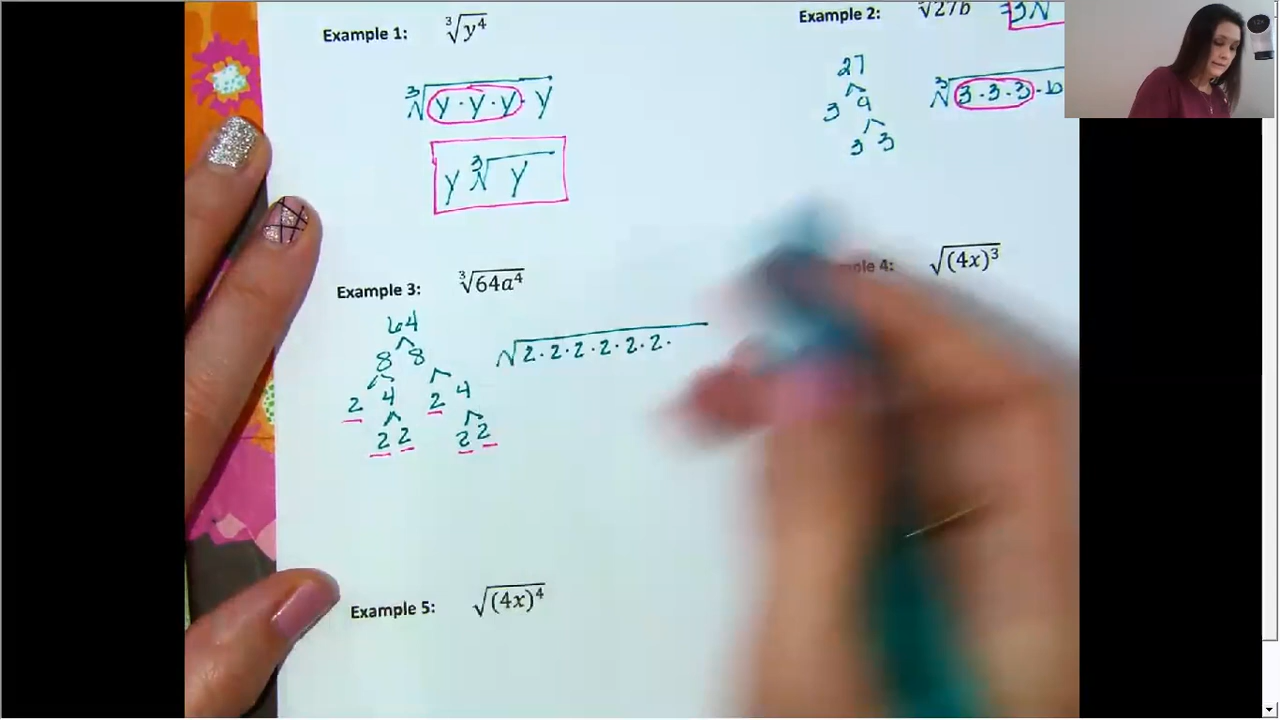 Example 1: ∛y⁴
∛y · y · y · y
y ∛y
Example 2: 27b
27
3 9
3 3
∛3 · 3 · 3 · b
Example 3: ∛64a⁴
64
8 8
2 4 2 4
2 2 2 2
√2 · 2 · 2 · 2 · 2 · 2 ·
4: √(4x)³
Example 5: √(4x)⁴